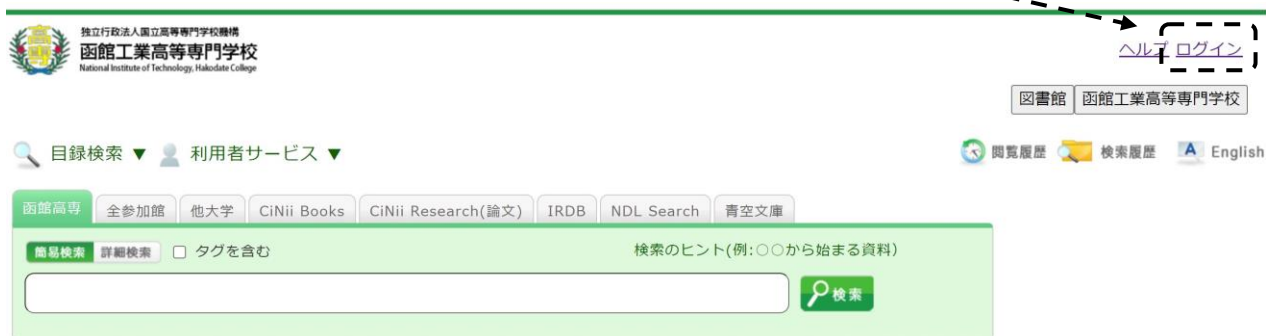 独立行政法人国立高等専門学校機構
函館工業高等専門学校
National Institute of Technology, Hakodate College
ヘルプ ログイン
図書館 函館工業高等専門学校
目録検索 ▼ 利用者サービス ▼ 閲覧履歴 検索履歴 A English
函館高専 全参加館 他大学 CiNii Books CiNii Research(論文) IRDB NDL Search 青空文庫
簡易検索 詳細検索 タグを含む 検索のヒント(例:○○から始まる資料)
検索